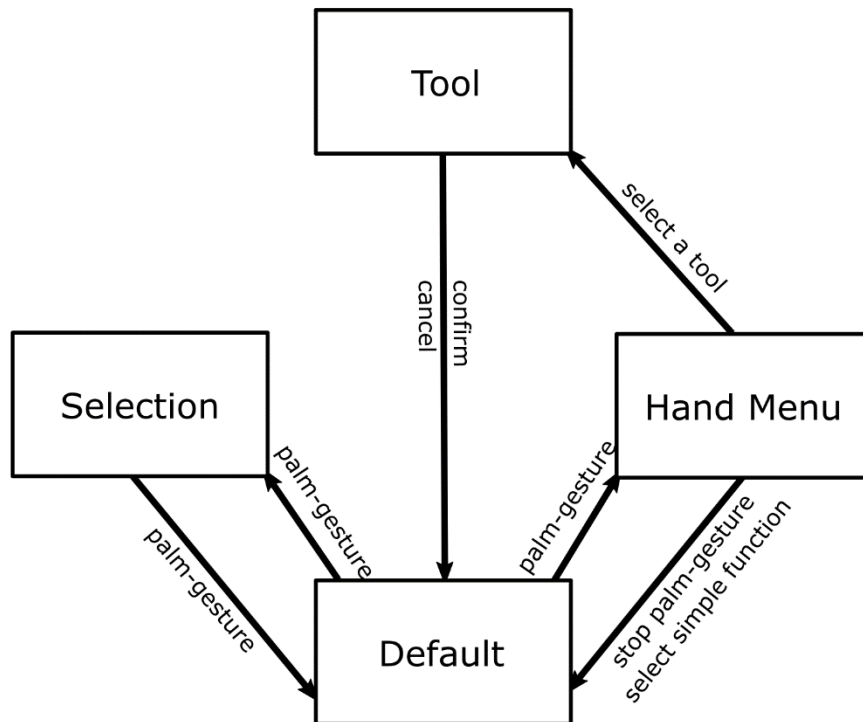 Tool
select a tool
confirm
cancel
Selection
Hand Menu
palm-gesture
palm-gesture
palm-gesture
stop palm-gesture
select simple function
Default